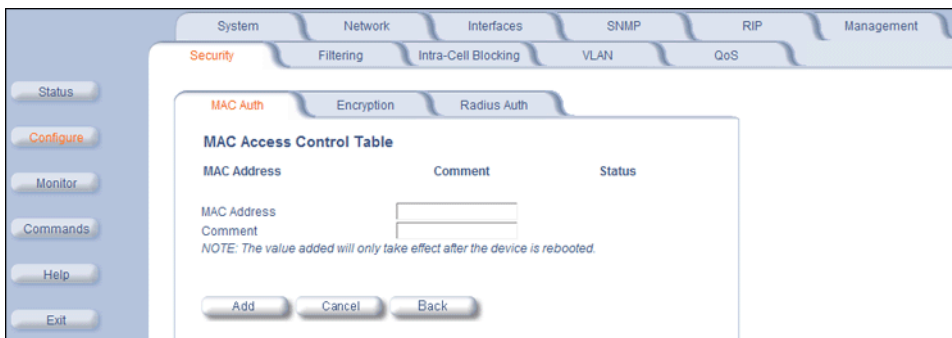 System Network Interfaces SNMP RIP Management
Security Filtering Intra-Cell Blocking VLAN QoS
Status
Configure
Monitor
Commands
Help
Exit
MAC Auth Encryption Radius Auth
MAC Access Control Table
MAC Address Comment Status
MAC Address
Comment
NOTE: The value added will only take effect after the device is rebooted.
Add Cancel Back